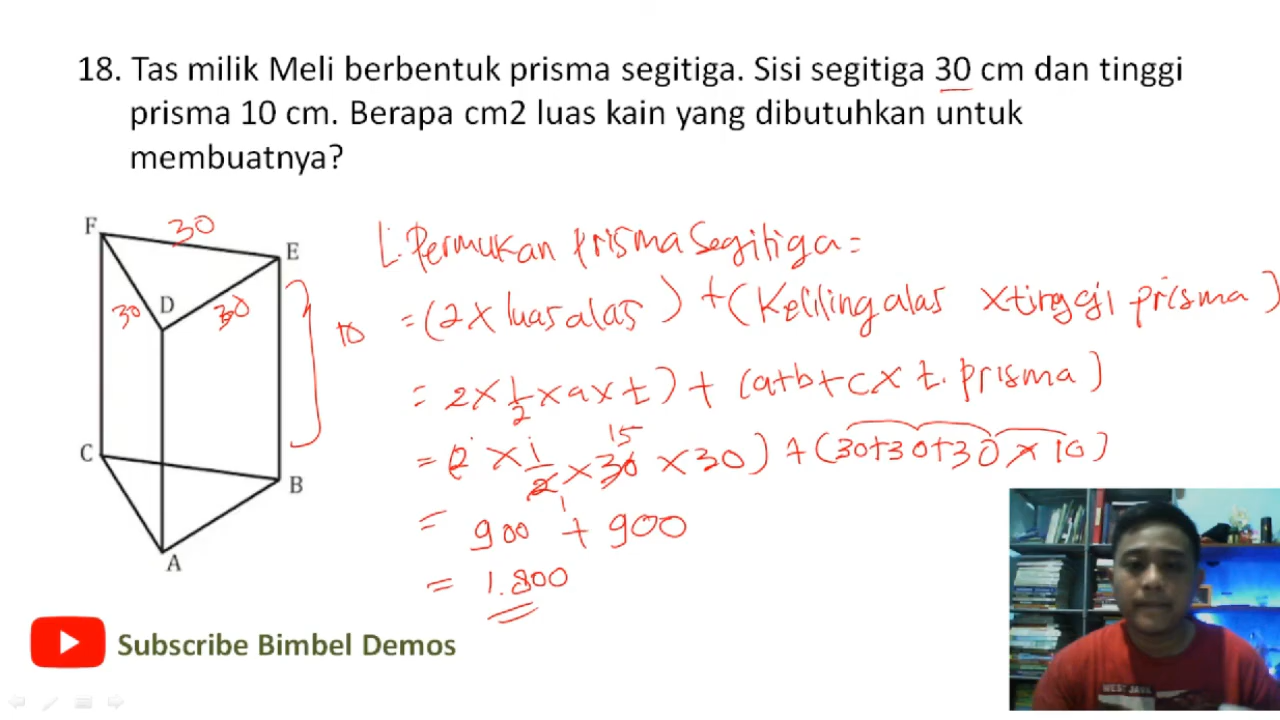 18. Tas milik Meli berbentuk prisma segitiga. Sisi segitiga 30 cm dan tinggi
prisma 10 cm. Berapa cm2 luas kain yang dibutuhkan untuk
membuatnya?
F
30
E
30
D
30
10
C
B
A
L. Permukan Prisma Segitiga =
= (2 x luas alas) + (Keliling alas x tinggi prisma)
= 2 x 1/2 x a x t) + (a+b+c x t. prisma)
= 2 x 1/2 x 30 x 30) + (30+30+30 x 10)
15
1
= 900 + 900
= 1.800
Subscribe Bimbel Demos
WEST JAVA